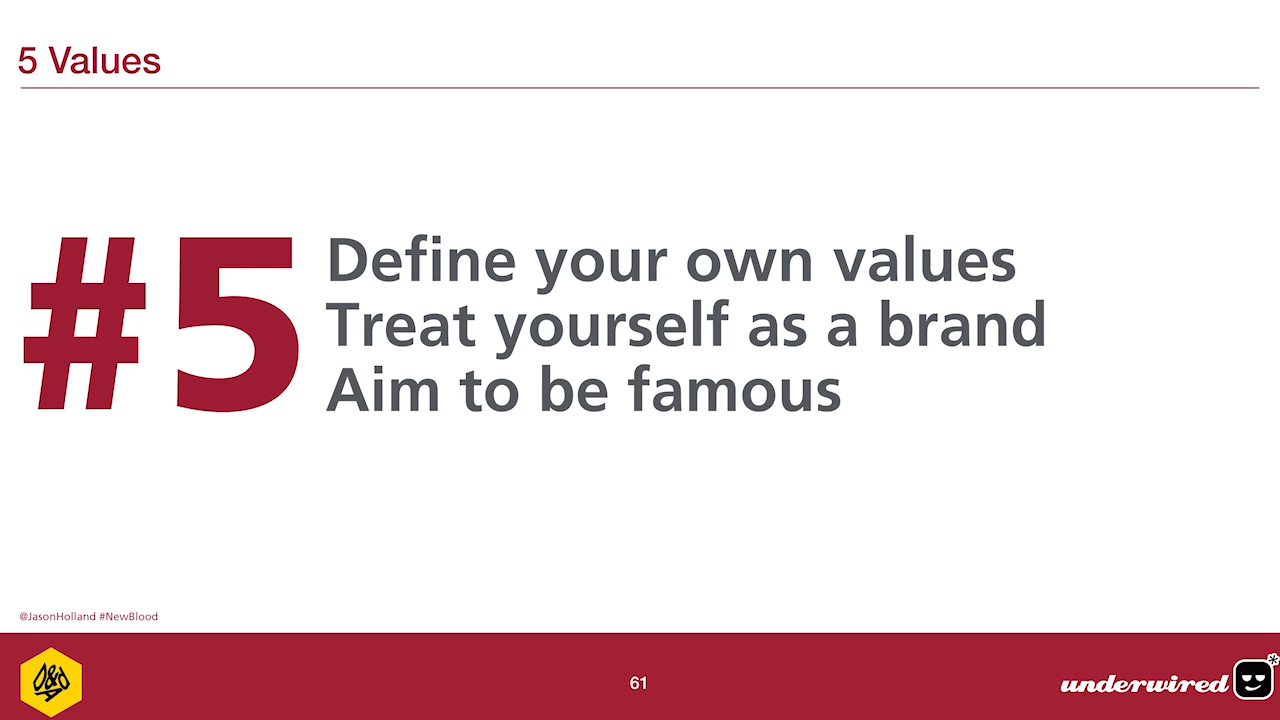 5 Values
#5
Define your own values
Treat yourself as a brand
Aim to be famous
@JasonHolland #NewBlood
D&AD
61
underwired